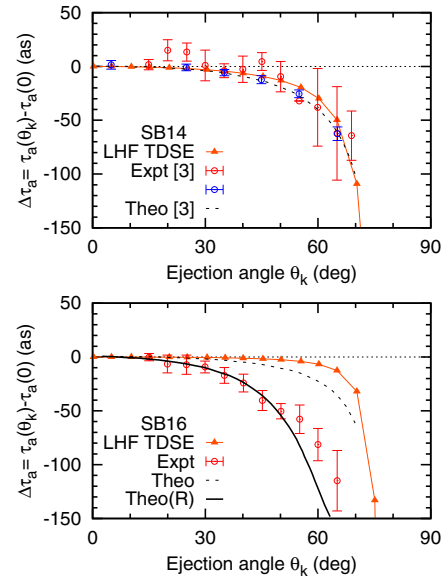 50
0
-50
-100
-150
Δτa= τa(θk)-τa(0) (as)
SB14
LHF TDSE
Expt [3]
Theo [3]
0 30 60 90
Ejection angle θk (deg)
50
0
-50
-100
-150
Δτa= τa(θk)-τa(0) (as)
SB16
LHF TDSE
Expt
Theo
Theo(R)
0 30 60 90
Ejection angle θk (deg)